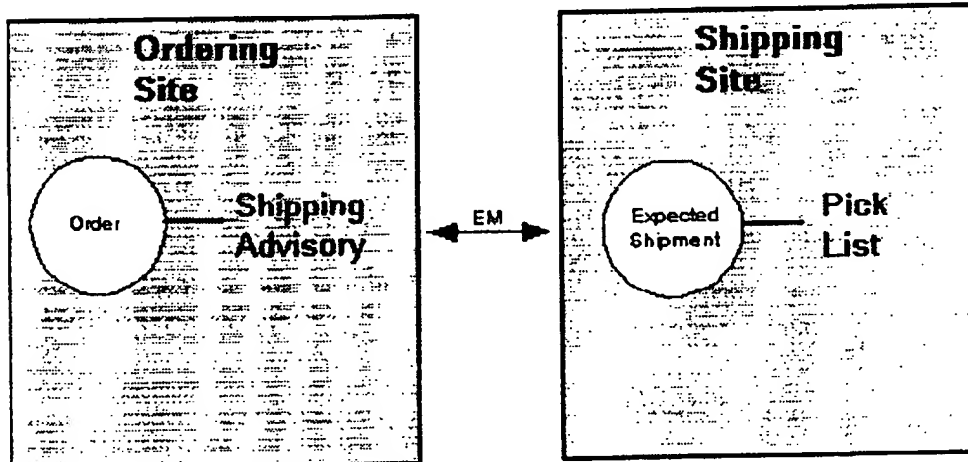 Ordering
Site
Order
Shipping
Advisory
EM
Shipping
Site
Expected
Shipment
Pick
List